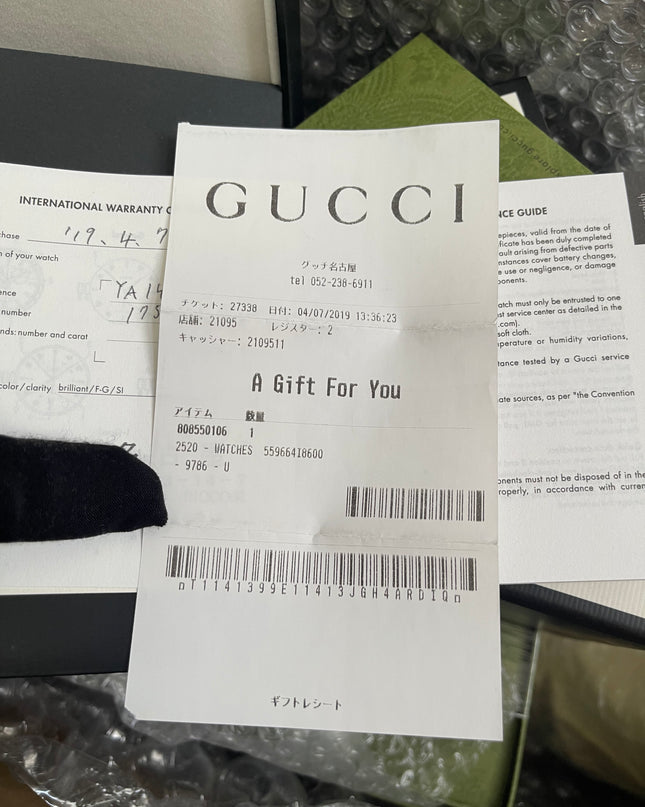 GUCCI
グッチ名古屋
tel 052-238-6911
チケット: 27338 日付: 04/07/2019 13:36:23
店舗: 21095 レジスター: 2
キャッシャー: 2109511
A Gift For You
アイテム 数量
808550106 1
2520 - WATCHES 55966418600
- 9786 - U
nT1141399E11413JGH4ARDIQn
ギフトレシート
INTERNATIONAL WARRANTY
'19. 4. 7
of your watch
「YA14
175
number
nds: number and carat
color/clarity brilliant/F-G/SI
NCE GUIDE
epieces, valid from the date of
ficate has been duly completed
ault arising from defective parts
nstances cover battery changes,
e use or negligence, or damage
ponents.
atch must only be entrusted to one
st service center as detailed in the
.com).
soft cloth.
perature or humidity variations,
tance tested by a Gucci service
ate sources, as per "the Convention
onents must not be disposed of in the
roperly, in accordance with curren